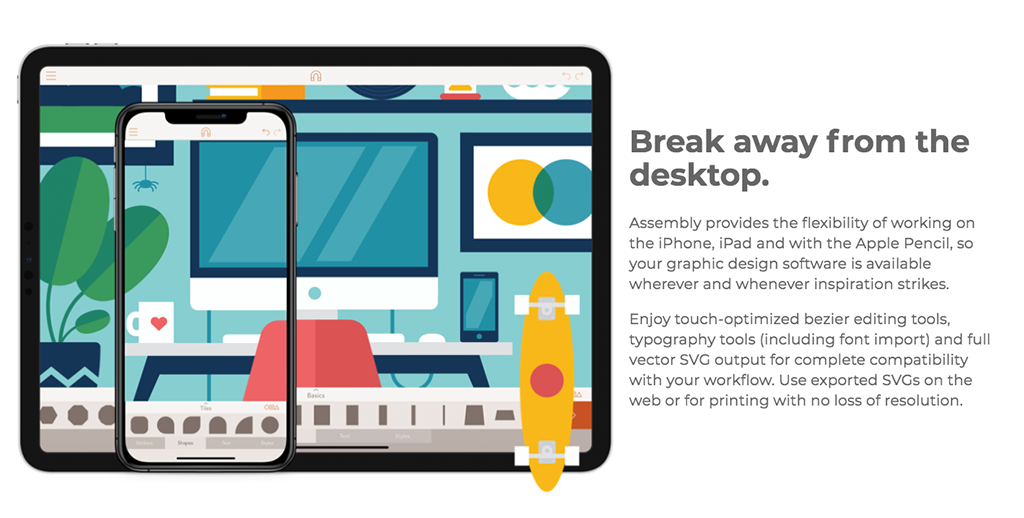 Break away from the
desktop.
Assembly provides the flexibility of working on
the iPhone, iPad and with the Apple Pencil, so
your graphic design software is available
wherever and whenever inspiration strikes.
Enjoy touch-optimized bezier editing tools,
typography tools (including font import) and full
vector SVG output for complete compatibility
with your workflow. Use exported SVGs on the
web or for printing with no loss of resolution.
Basics
Text Styles
Tiles
Stickers Shapes Text Styles